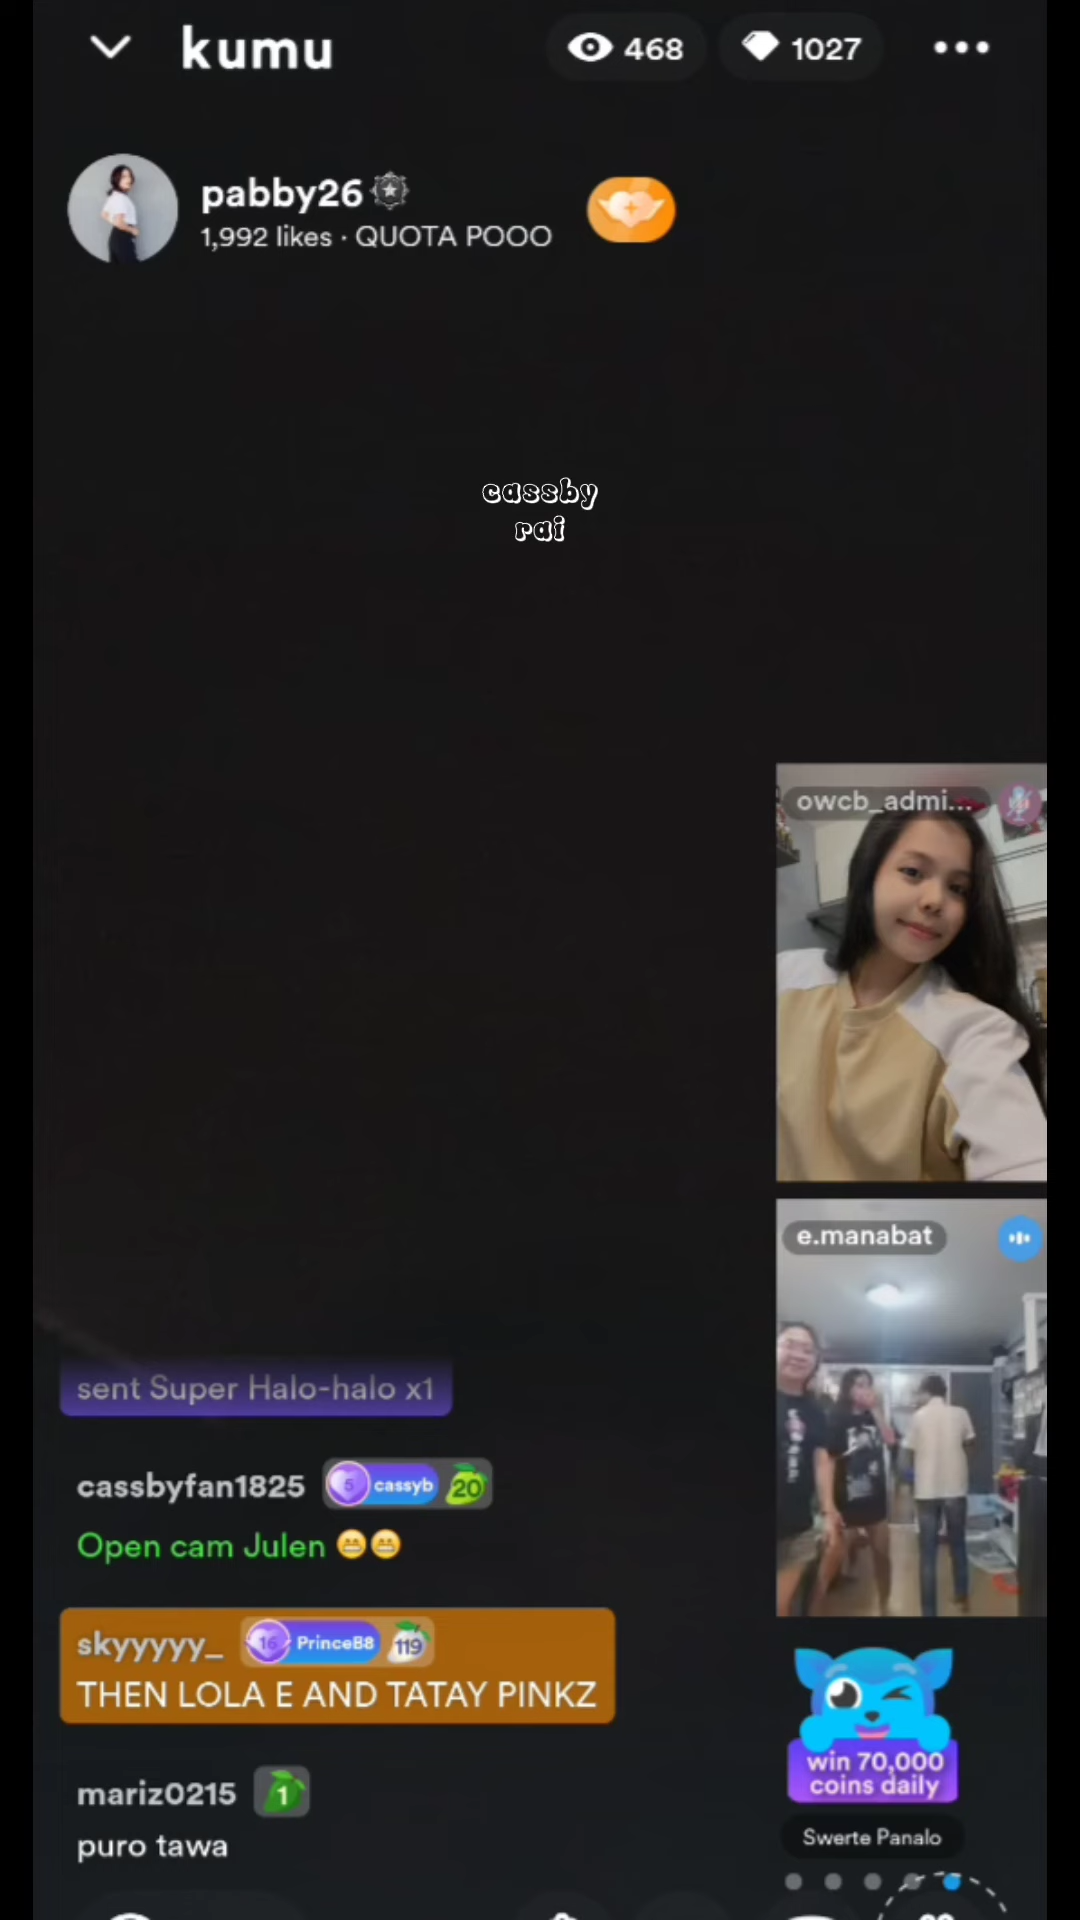 kumu
468
1027
pabby26
1,992 likes · QUOTA POOO
cassby
rai
owcb_admi...
e.manabat
sent Super Halo-halo x1
cassbyfan1825 5 cassyb 20
Open cam Julen 😁😁
skyyyyy_ 16 PrinceB8 119
THEN LOLA E AND TATAY PINKZ
mariz0215 1
puro tawa
win 70,000
coins daily
Swerte Panalo